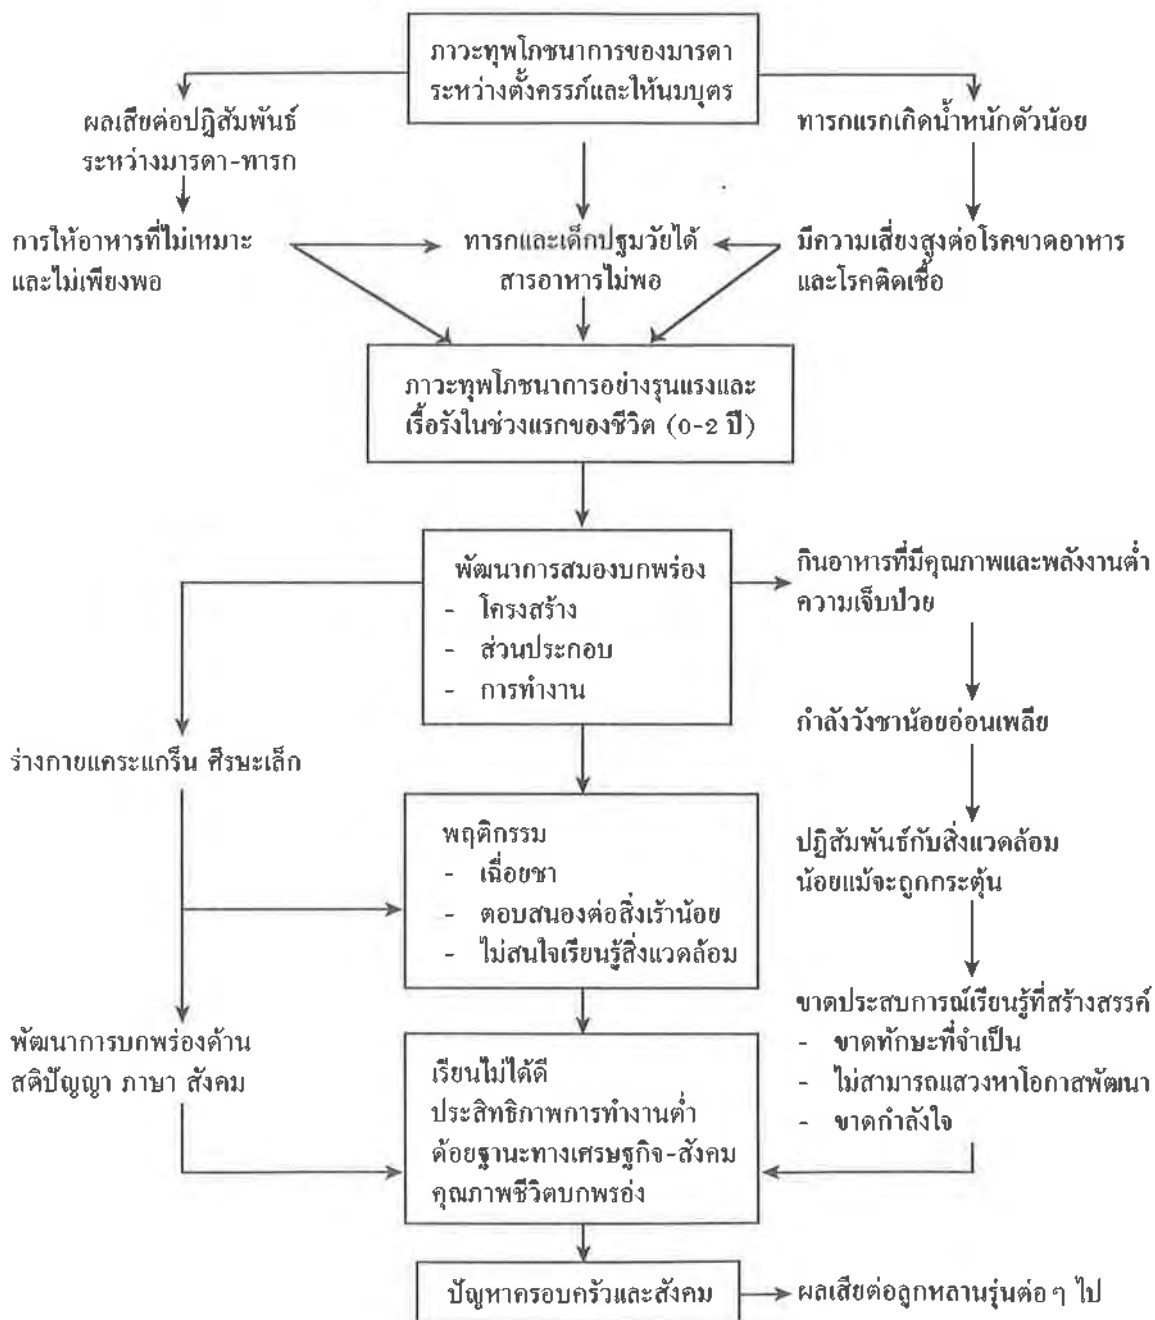 ภาวะทุพโภชนาการของมารดา
ระหว่างตั้งครรภ์และให้นมบุตร
ผลเสียต่อปฏิสัมพันธ์
ระหว่างมารดา-ทารก
ทารกแรกเกิดน้ำหนักตัวน้อย
การให้อาหารที่ไม่เหมาะ
และไม่เพียงพอ
ทารกและเด็กปฐมวัยได้
สารอาหารไม่พอ
มีความเสี่ยงสูงต่อโรคขาดอาหาร
และโรคติดเชื้อ
ภาวะทุพโภชนาการอย่างรุนแรงและ
เรื้อรังในช่วงแรกของชีวิต (0-2 ปี)
พัฒนาการสมองบกพร่อง
- โครงสร้าง
- ส่วนประกอบ
- การทำงาน
กินอาหารที่มีคุณภาพและพลังงานต่ำ
ความเจ็บป่วย
กำลังวังชาน้อยอ่อนเพลีย
ร่างกายแคระแกร็น ศีรษะเล็ก
พฤติกรรม
- เฉื่อยชา
- ตอบสนองต่อสิ่งเร้าน้อย
- ไม่สนใจเรียนรู้สิ่งแวดล้อม
ปฏิสัมพันธ์กับสิ่งแวดล้อม
น้อยแม้จะถูกกระตุ้น
พัฒนาการบกพร่องด้าน
สติปัญญา ภาษา สังคม
ขาดประสบการณ์เรียนรู้ที่สร้างสรรค์
- ขาดทักษะที่จำเป็น
- ไม่สามารถแสวงหาโอกาสพัฒนา
- ขาดกำลังใจ
เรียนไม่ได้ดี
ประสิทธิภาพการทำงานต่ำ
ด้อยฐานะทางเศรษฐกิจ-สังคม
คุณภาพชีวิตบกพรอ่ง
ปัญหาครอบครัวและสังคม
ผลเสียต่อลูกหลานรุ่นต่อๆ ไป